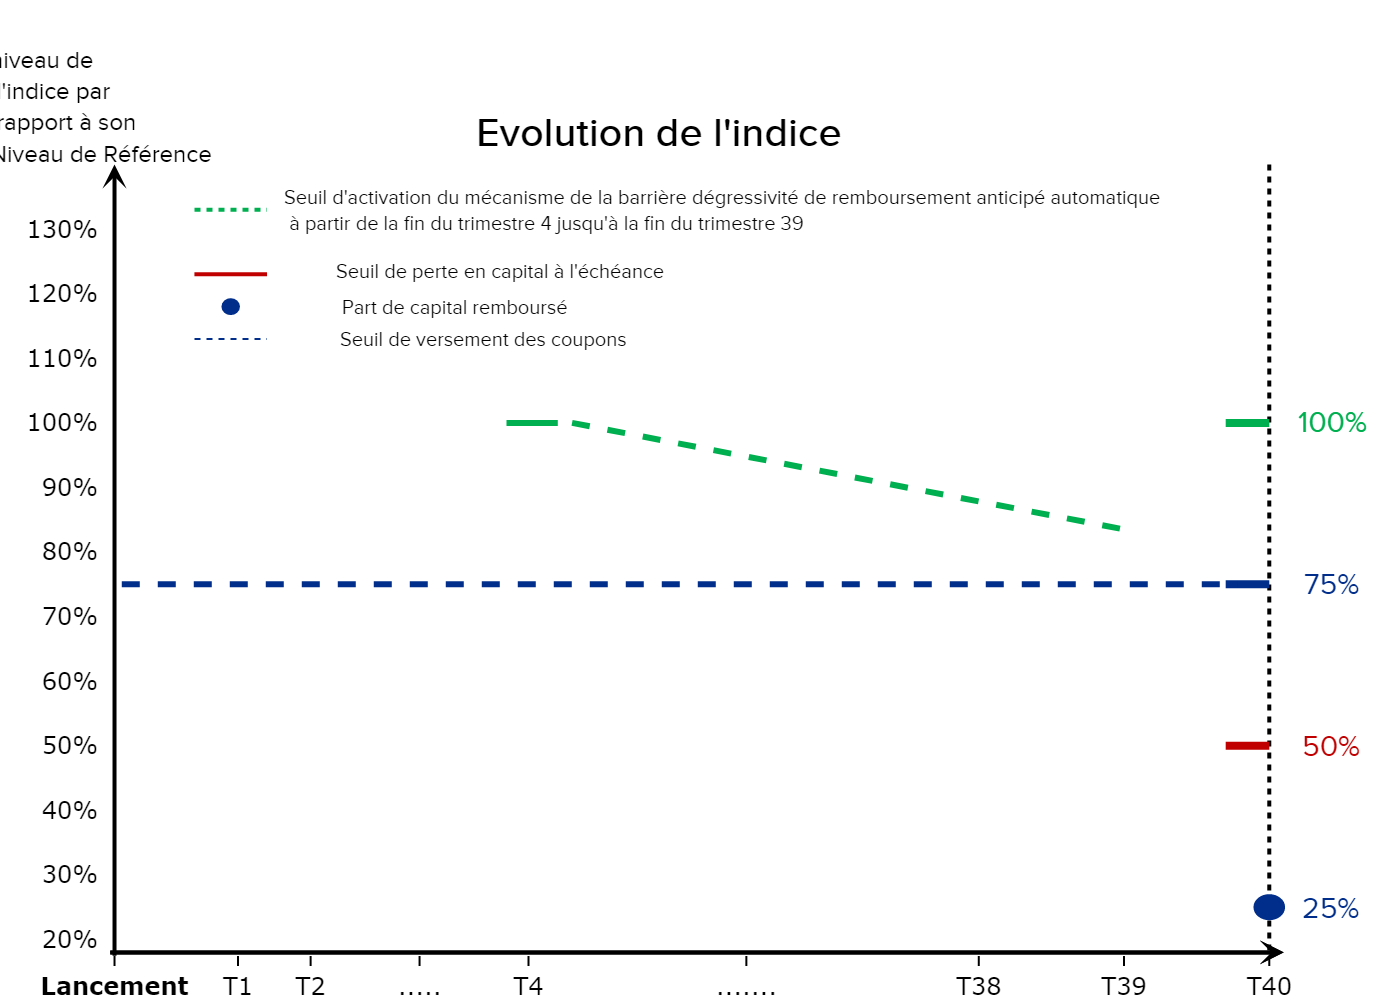 niveau de
l'indice par
rapport à son
Niveau de Référence
Evolution de l'indice
Seuil d'activation du mécanisme de la barrière dégressivité de remboursement anticipé automatique
à partir de la fin du trimestre 4 jusqu'à la fin du trimestre 39
Seuil de perte en capital à l'échéance
Part de capital remboursé
Seuil de versement des coupons
130%
120%
110%
100%
90%
80%
70%
60%
50%
40%
30%
20%
100%
75%
50%
25%
Lancement T1 T2 ..... T4 ....... T38 T39 T40